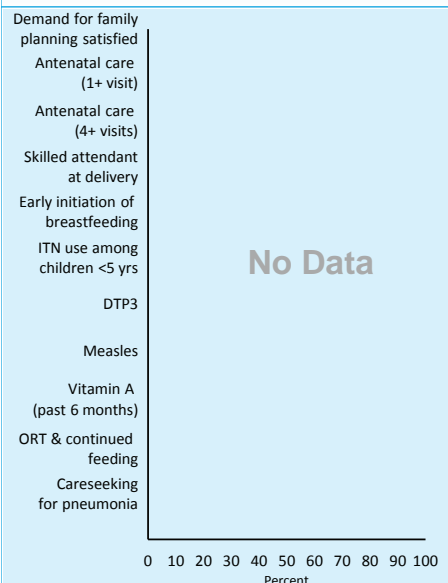 Demand for family
planning satisfied
Antenatal care
(1+ visit)
Antenatal care
(4+ visits)
Skilled attendant
at delivery
Early initiation of
breastfeeding
ITN use among
children <5 yrs
No Data
DTP3
Measles
Vitamin A
(past 6 months)
ORT & continued
feeding
Careseeking
for pneumonia
0 10 20 30 40 50 60 70 80 90 100
Percent